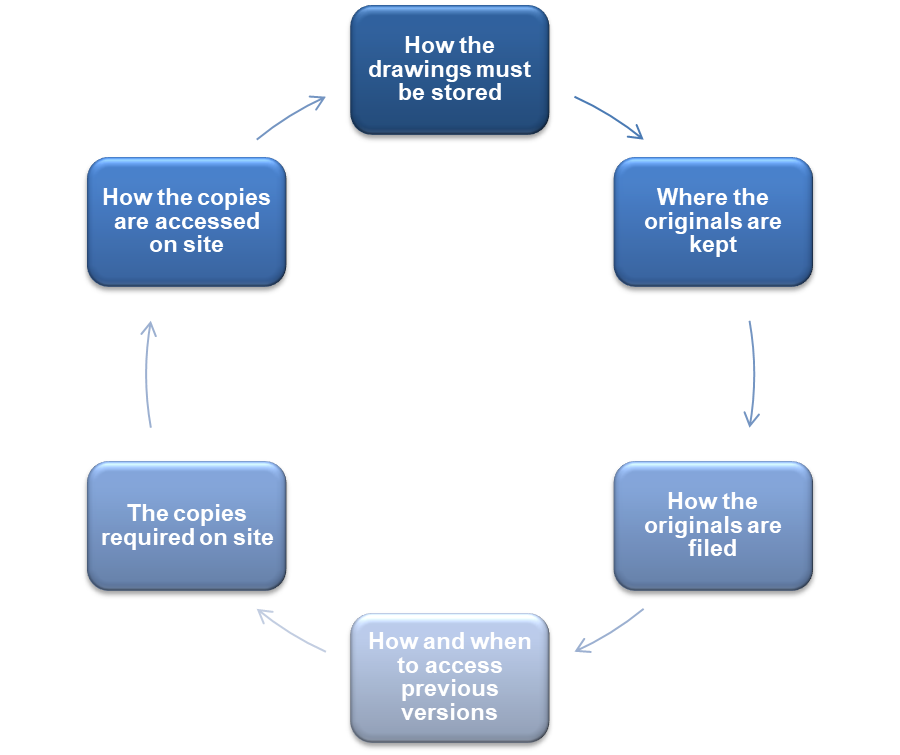 How the
drawings must
be stored
Where the
originals are
kept
How the
originals are
filed
How and when
to access
previous
versions
The copies
required on site
How the copies
are accessed
on site